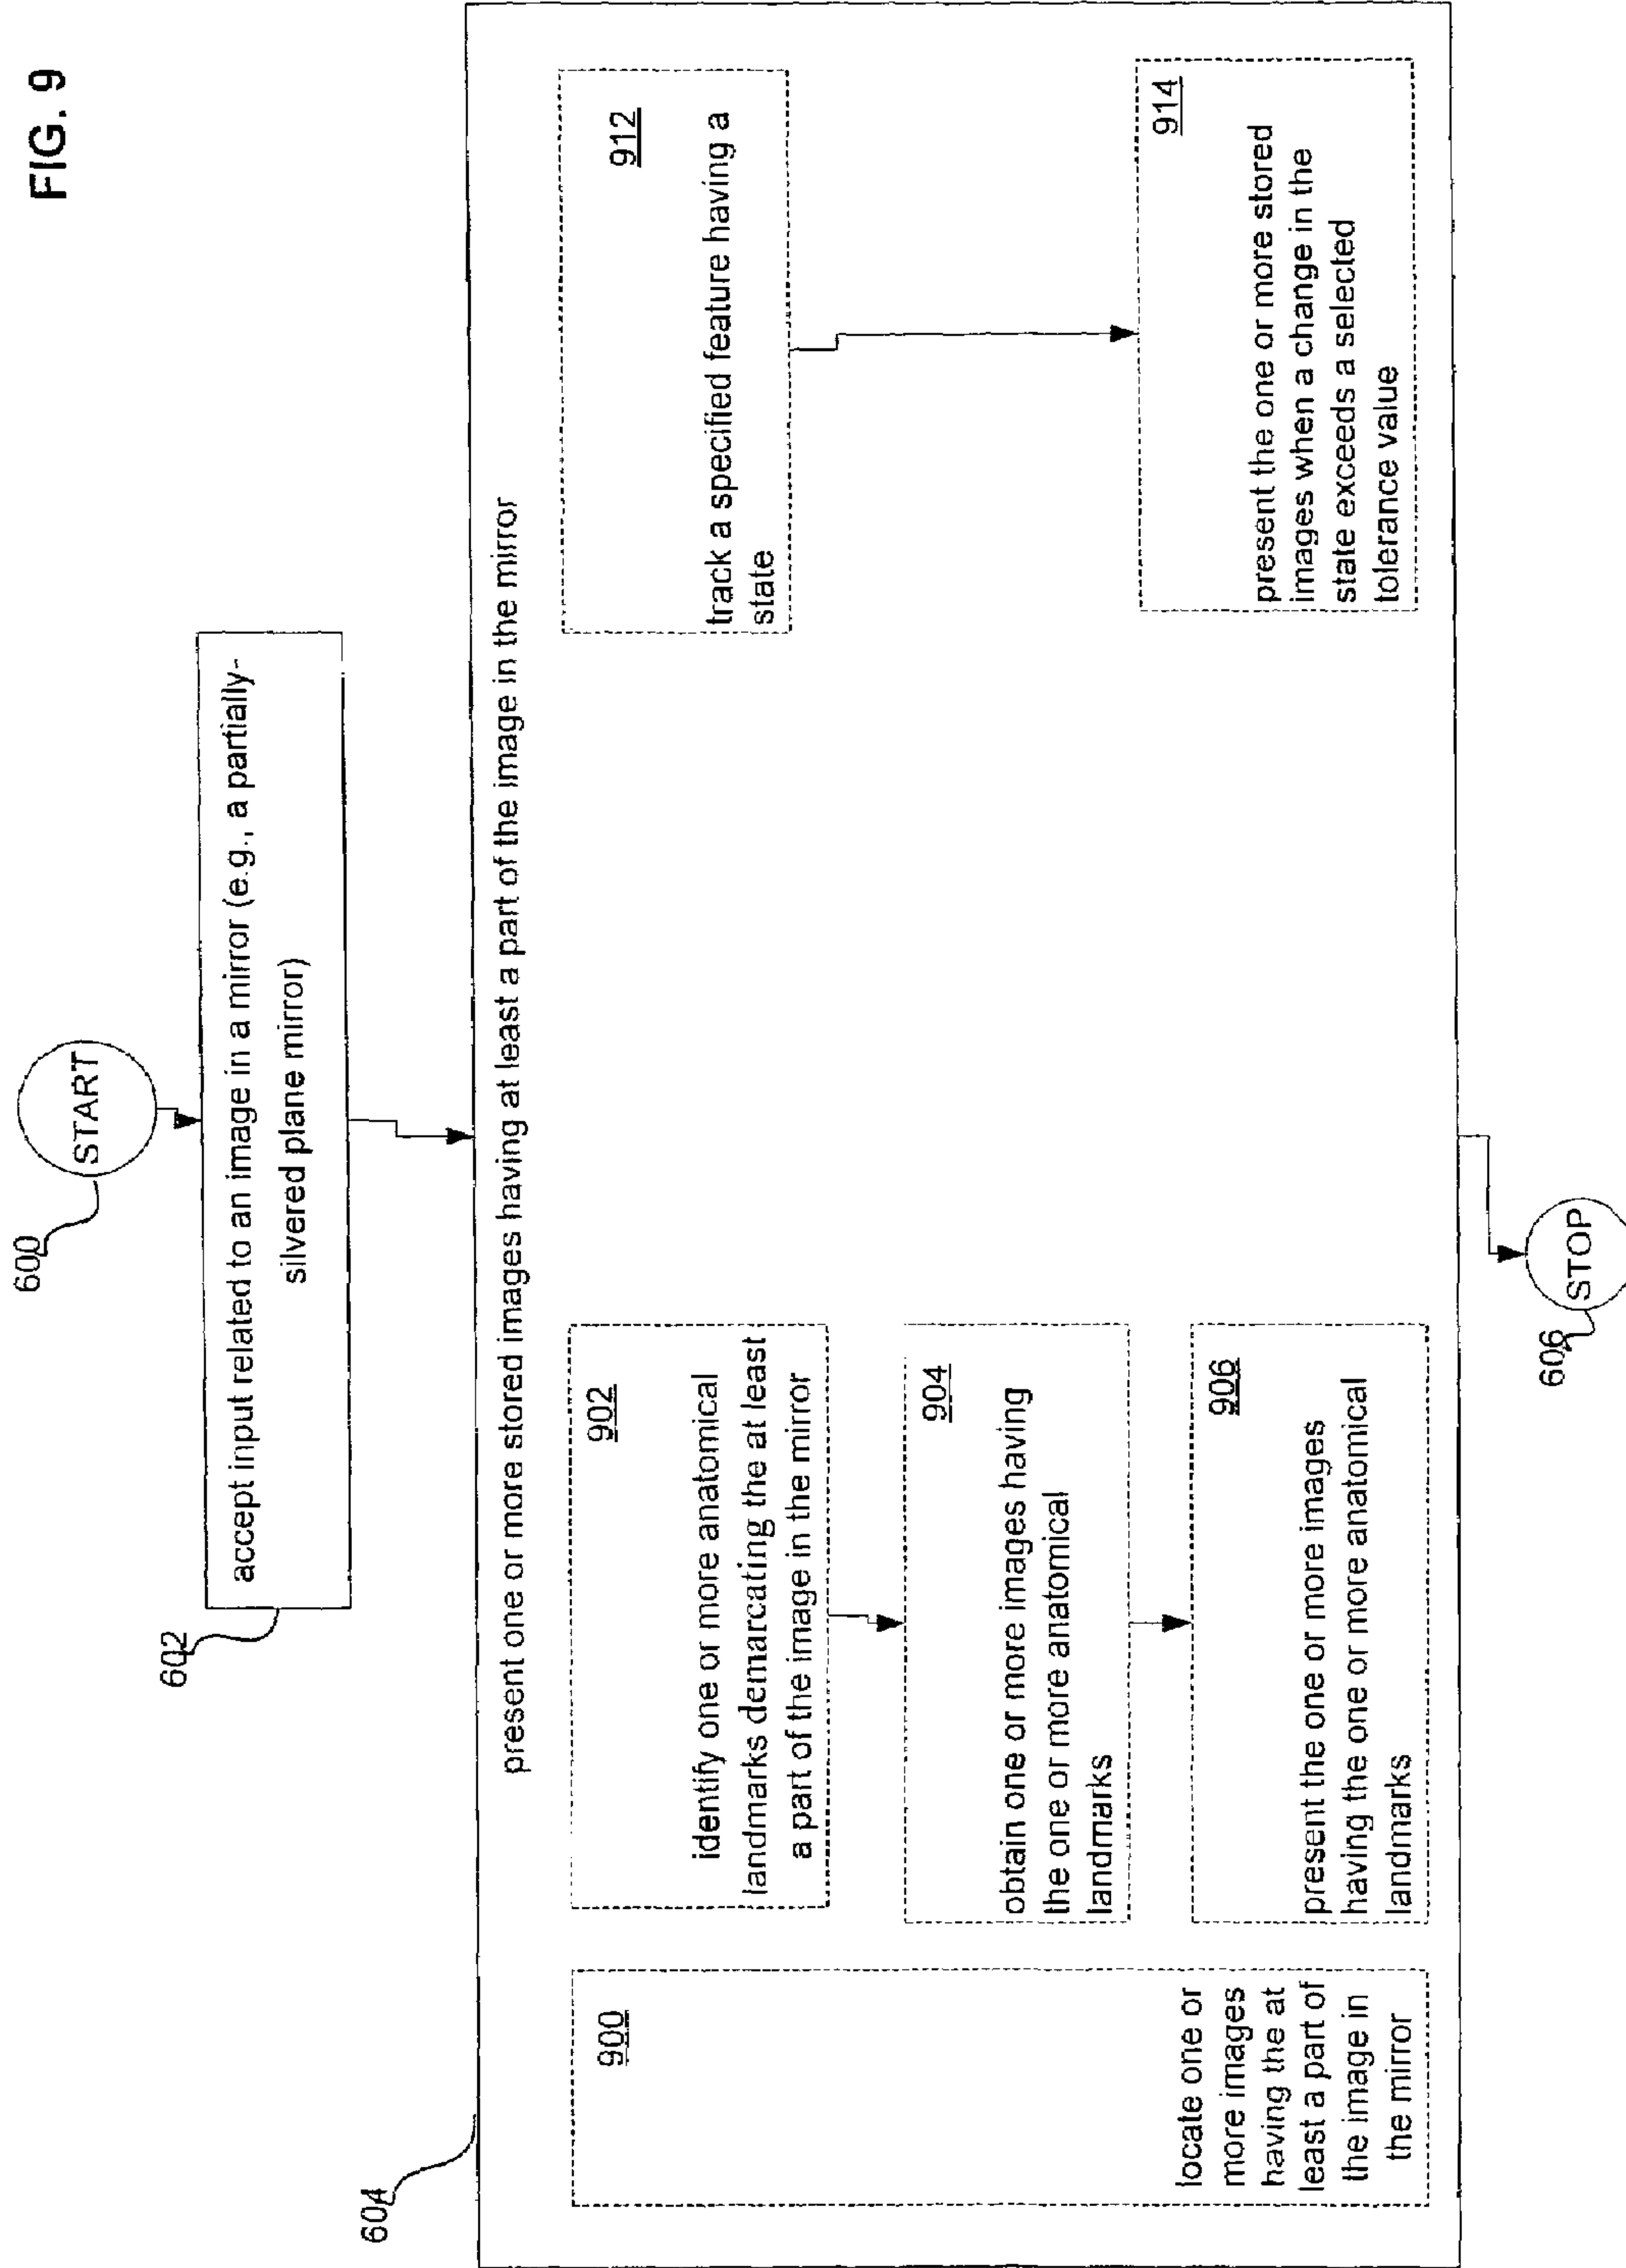 FIG. 9
600
START
602
accept input related to an image in a mirror (e.g., a partially-
silvered plane mirror)
604
present one or more stored images having at least a part of the image in the mirror
900
locate one or
more images
having the at
least a part of
the image in
the mirror
902
identify one or more anatomical
landmarks demarcating the at least
a part of the image in the mirror
904
obtain one or more images having
the one or more anatomical
landmarks
906
present the one or more images
having the one or more anatomical
landmarks
912
track a specified feature having a
state
914
present the one or more stored
images when a change in the
state exceeds a selected
tolerance value
606
STOP